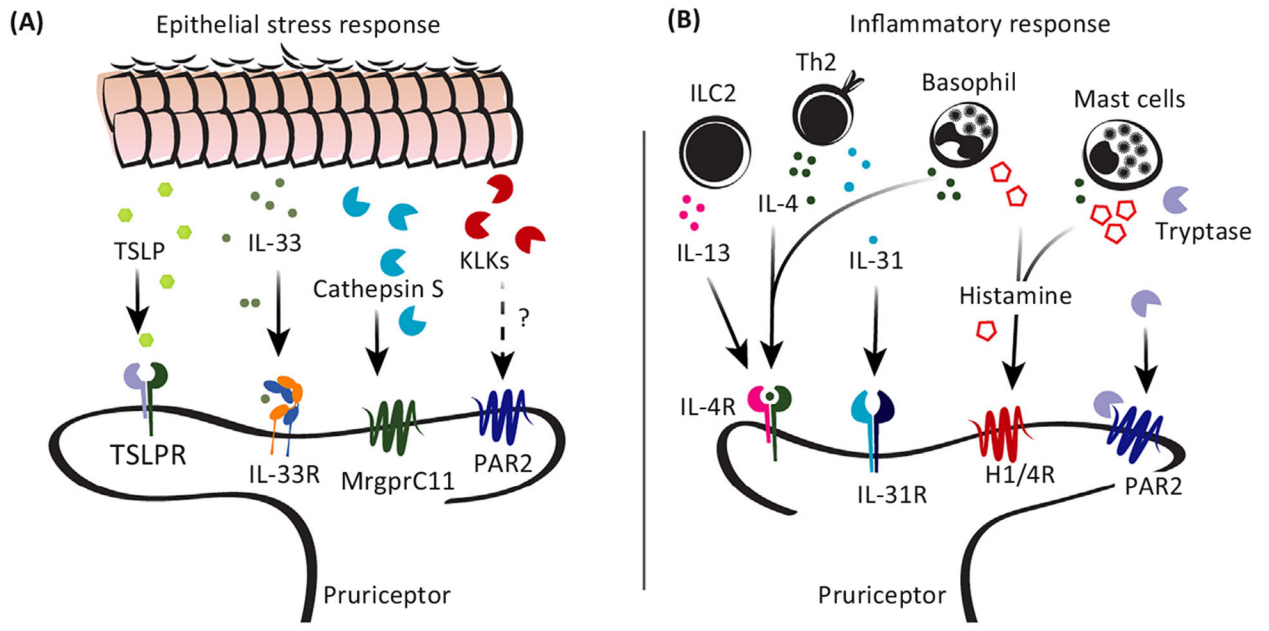 (A)
Epithelial stress response
TSLP
IL-33
Cathepsin S
KLKs
?
TSLPR
IL-33R
MrgprC11
PAR2
Pruriceptor
(B)
Inflammatory response
ILC2
Th2
Basophil
Mast cells
IL-13
IL-4
IL-31
Histamine
Tryptase
IL-4R
IL-31R
H1/4R
PAR2
Pruriceptor